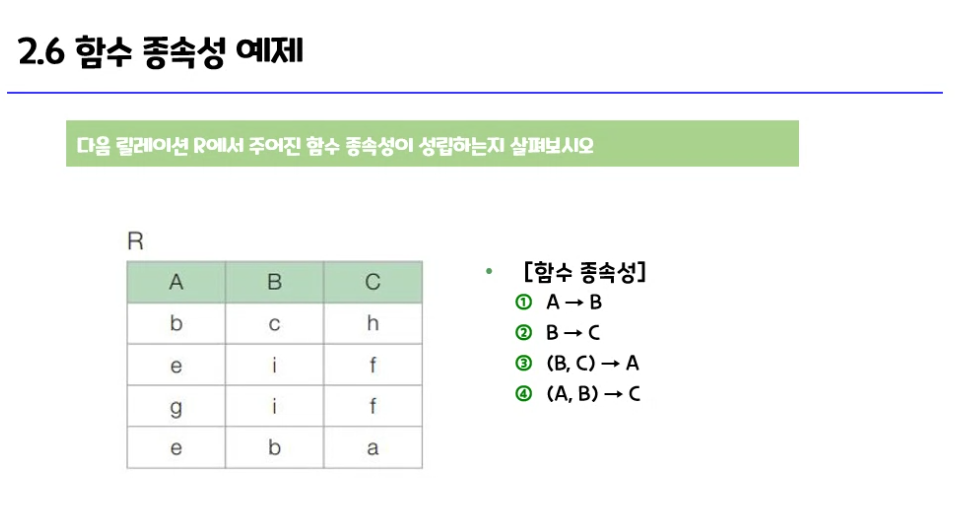 2.6 함수 종속성 예제
다음 릴레이션 R에서 주어진 함수 종속성이 성립하는지 살펴보시오
R
A B C
b c h
e i f
g i f
e b a
• [함수 종속성]
① A → B
② B → C
③ (B, C) → A
④ (A, B) → C